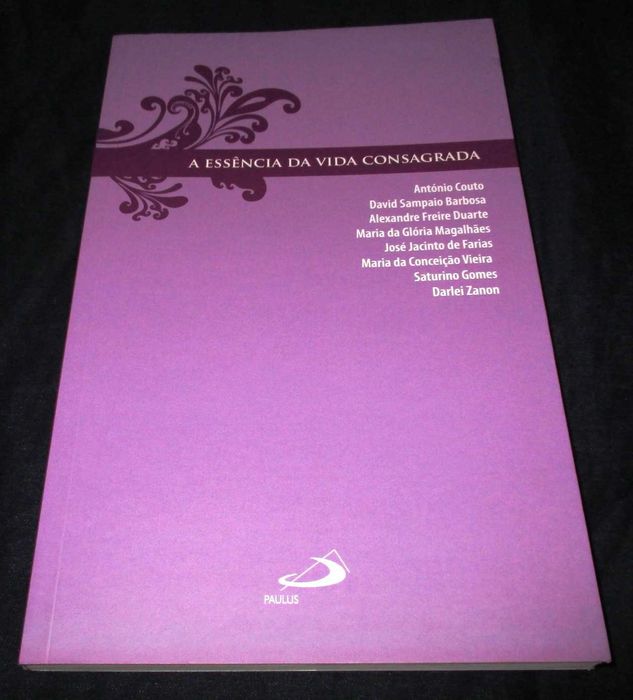 A ESSÊNCIA DA VIDA CONSAGRADA
António Couto
David Sampaio Barbosa
Alexandre Freire Duarte
Maria da Glória Magalhães
José Jacinto de Farias
Maria da Conceição Vieira
Saturino Gomes
Darlei Zanon
PAULUS